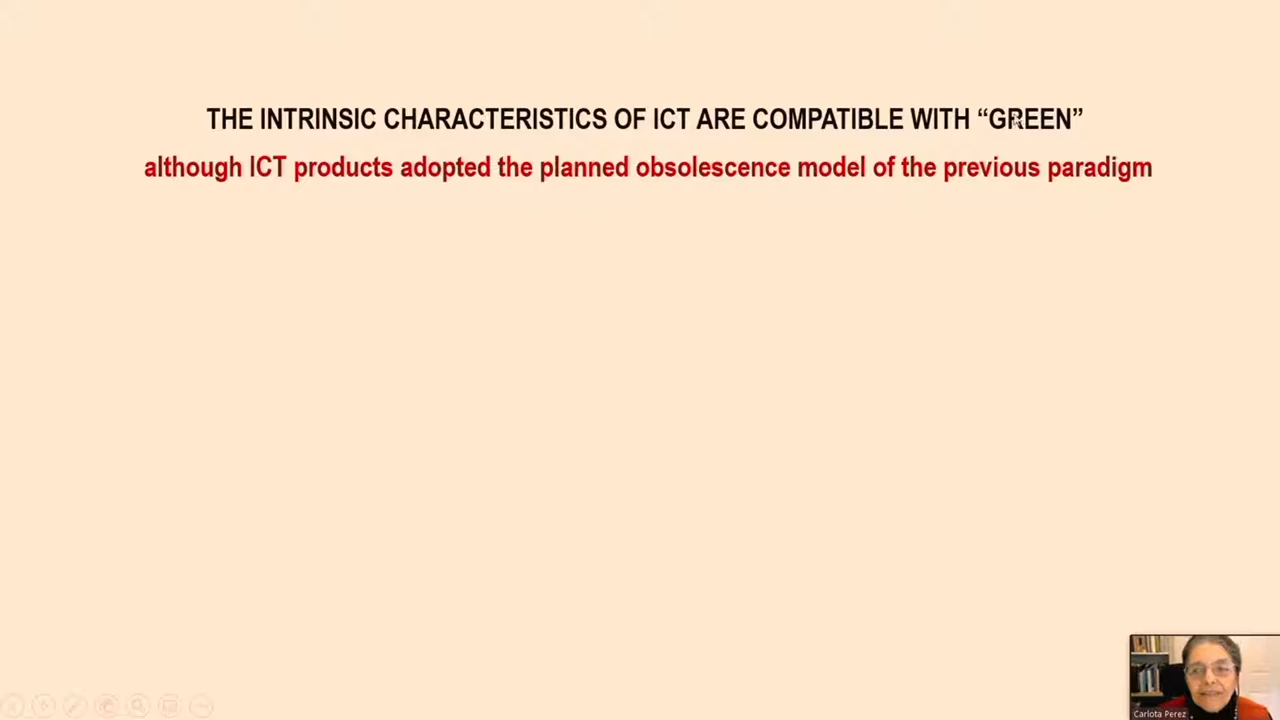 THE INTRINSIC CHARACTERISTICS OF ICT ARE COMPATIBLE WITH “GREEN”
although ICT products adopted the planned obsolescence model of the previous paradigm
Carlota Perez